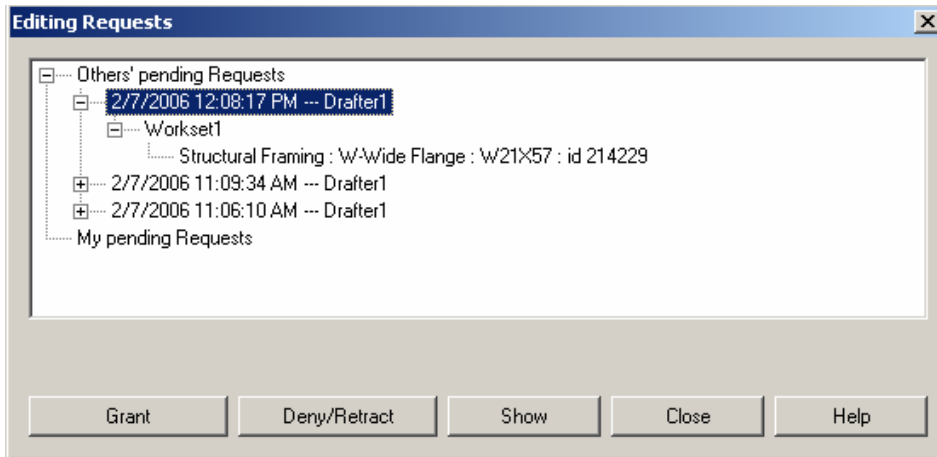 Editing Requests
Others' pending Requests
2/7/2006 12:08:17 PM --- Drafter1
Workset1
Structural Framing : W-Wide Flange : W21X57 : id 214229
2/7/2006 11:09:34 AM --- Drafter1
2/7/2006 11:06:10 AM --- Drafter1
My pending Requests
Grant Deny/Retract Show Close Help